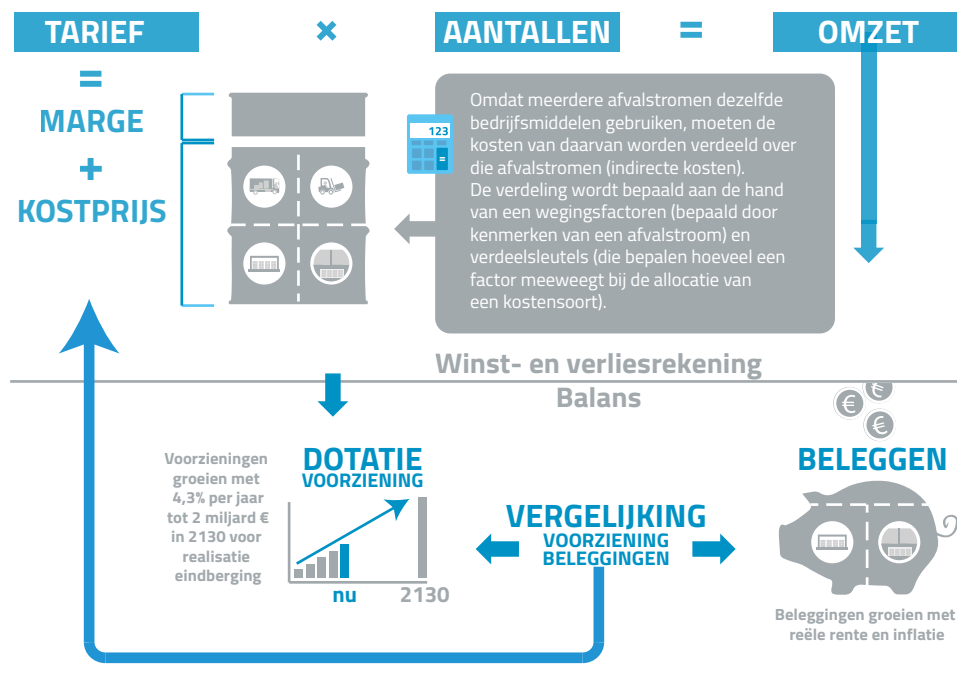 TARIEF × AANTALLEN = OMZET
=
MARGE
+
KOSTPRIJS
123
=
Omdat meerdere afvalstromen dezelfde
bedrijfsmiddelen gebruiken, moeten de
kosten van daarvan worden verdeeld over
die afvalstromen (indirecte kosten).
De verdeling wordt bepaald aan de hand
van een wegingsfactoren (bepaald door
kenmerken van een afvalstroom) en
verdeelsleutels (die bepalen hoeveel een
factor meeweegt bij de allocatie van
een kostensoort).
Winst- en verliesrekening
Balans
Voorzieningen
groeien met
4,3% per jaar
tot 2 miljard €
in 2130 voor
realisatie
eindberging
DOTATIE
VOORZIENING
nu 2130
VERGELIJKING
VOORZIENING
BELEGGINGEN
€
€
€
BELEGGEN
Beleggingen groeien met
reële rente en inflatie